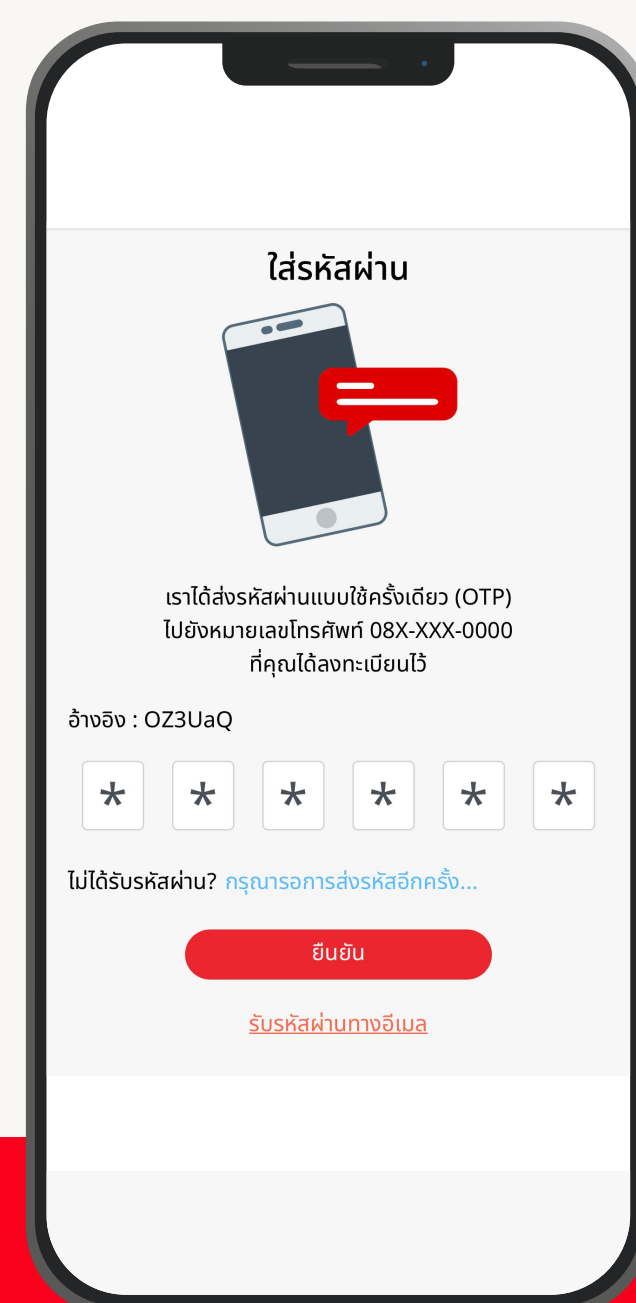 ใส่รหัสผ่าน
เราได้ส่งรหัสผ่านแบบใช้ครั้งเดียว (OTP)
ไปยังหมายเลขโทรศัพท์ 08X-XXX-0000
ที่คุณได้ลงทะเบียนไว้
อ้างอิง : OZ3UaQ
* * * * * *
ไม่ได้รับรหัสผ่าน? กรุณารอการส่งรหัสอีกครั้ง...
ยืนยัน
รับรหัสผ่านทางอีเมล